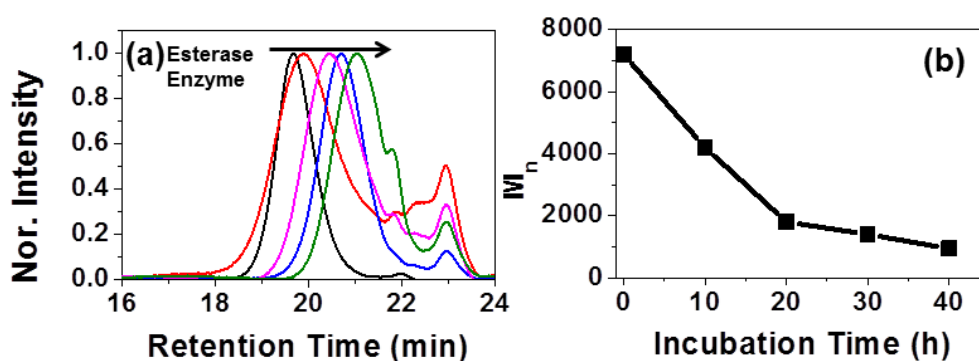 (a) Esterase
Enzyme
1.0
0.8
0.6
0.4
0.2
0.0
Nor. Intensity
16 18 20 22 24
Retention Time (min)
(b)
8000
6000
4000
2000
0
Mn
0 10 20 30 40
Incubation Time (h)